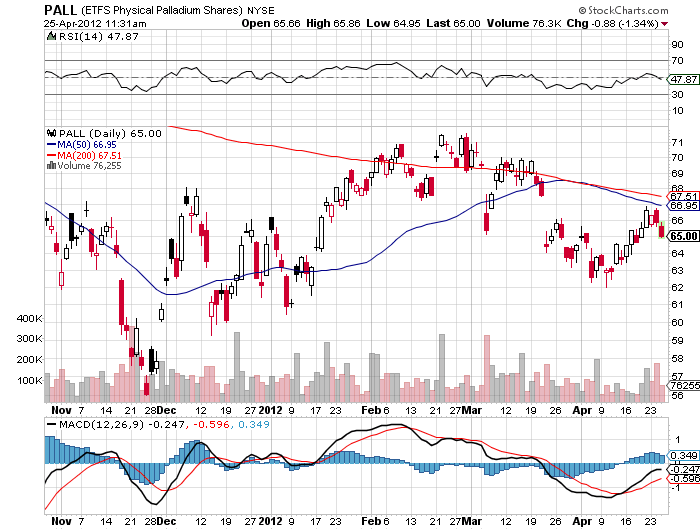 PALL (ETFS Physical Palladium Shares) NYSE © StockCharts.com
25-Apr-2012 11:31am Open 65.66 High 65.86 Low 64.95 Last 65.00 Volume 76.3K Chg -0.88 (-1.34%)
RSI(14) 47.87
90
70
47.87
30
10
PALL (Daily) 65.00
MA(50) 66.95
MA(200) 67.51
Volume 76,255
71
70
69
68
67.51
66.95
66
65.00
64
63
62
61
60
59
58
57
76255
56
400K
300K
200K
100K
Nov 7 14 21 28 Dec 12 19 27 2012 9 17 23 Feb 6 13 21 27 Mar 12 19 26 Apr 9 16 23
MACD(12,26,9) -0.247, -0.596, 0.349
1
0.349
-0.247
-0.596
-1
Nov 7 14 21 28 Dec 12 19 27 2012 9 17 23 Feb 6 13 21 27 Mar 12 19 26 Apr 9 16 23